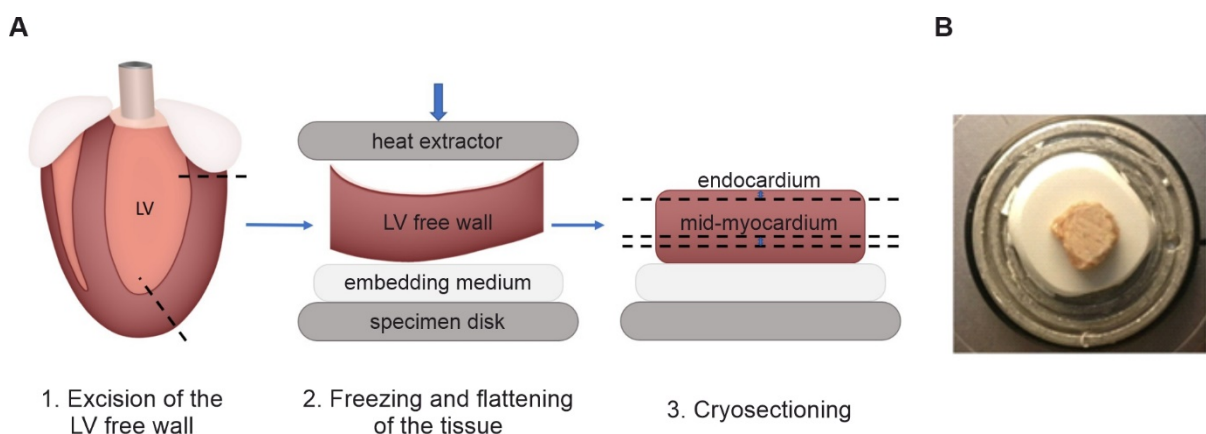 A
B
heat extractor
endocardium
LV
LV free wall
mid-myocardium
embedding medium
specimen disk
1. Excision of the
LV free wall
2. Freezing and flattening
of the tissue
3. Cryosectioning